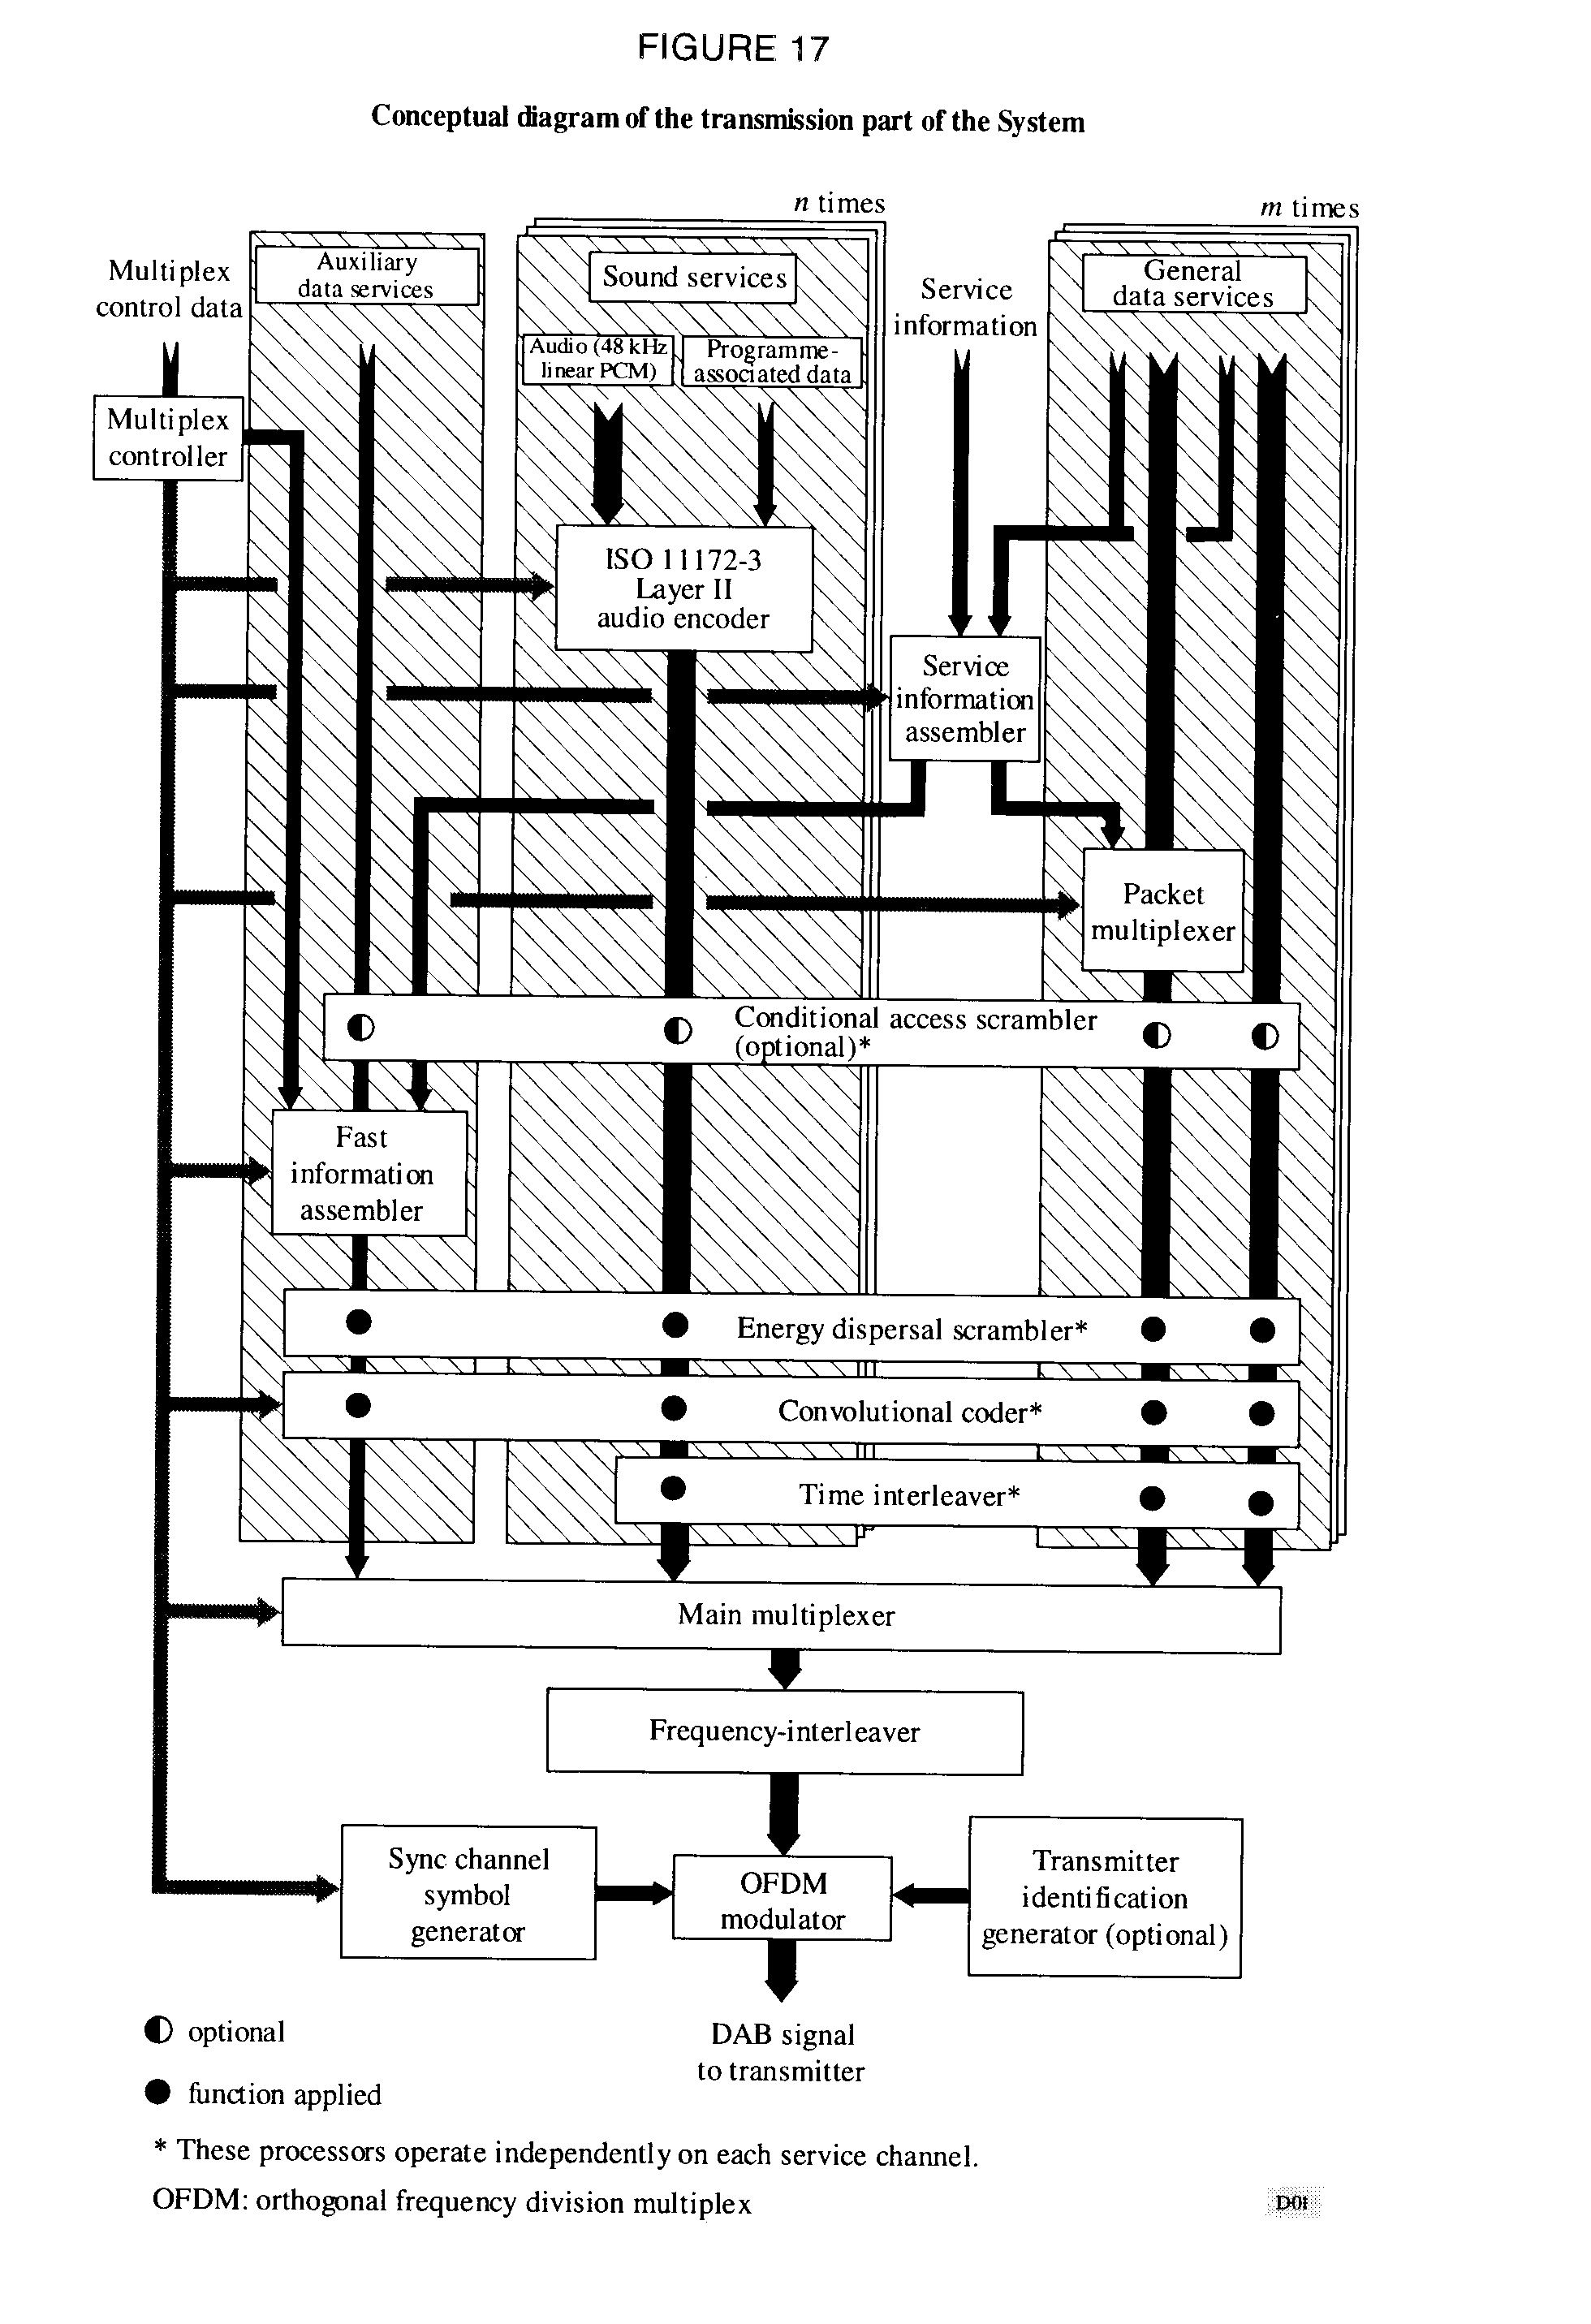 FIGURE 17
Conceptual diagram of the transmission part of the System
n times
m times
Multiplex
control data
Auxiliary
data services
Sound services
Service
information
General
data services
Audio (48 kHz
linear PCM)
Programme-
associated data
Multiplex
controller
ISO 11172-3
Layer II
audio encoder
Service
information
assembler
Packet
multiplexer
Conditional access scrambler
(optional)*
Fast
information
assembler
Energy dispersal scrambler*
Convolutional coder*
Time interleaver*
Main multiplexer
Frequency-interleaver
Sync channel
symbol
generator
OFDM
modulator
Transmitter
identification
generator (optional)
optional
DAB signal
to transmitter
function applied
* These processors operate independently on each service channel.
OFDM: orthogonal frequency division multiplex